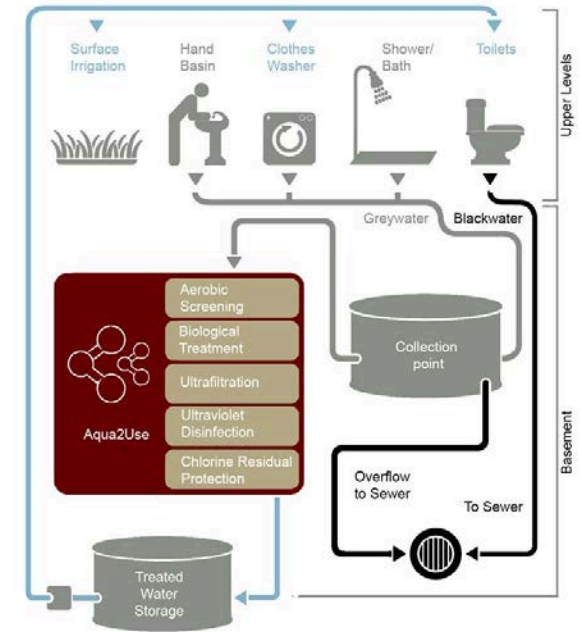 Surface
Irrigation
Hand
Basin
Clothes
Washer
Shower/
Bath
Toilets
Upper Levels
Greywater
Blackwater
Aerobic
Screening
Biological
Treatment
Ultrafiltration
Ultraviolet
Disinfection
Chlorine Residual
Protection
Aqua2Use
Collection
point
Overflow
to Sewer
To Sewer
Basement
Treated
Water
Storage